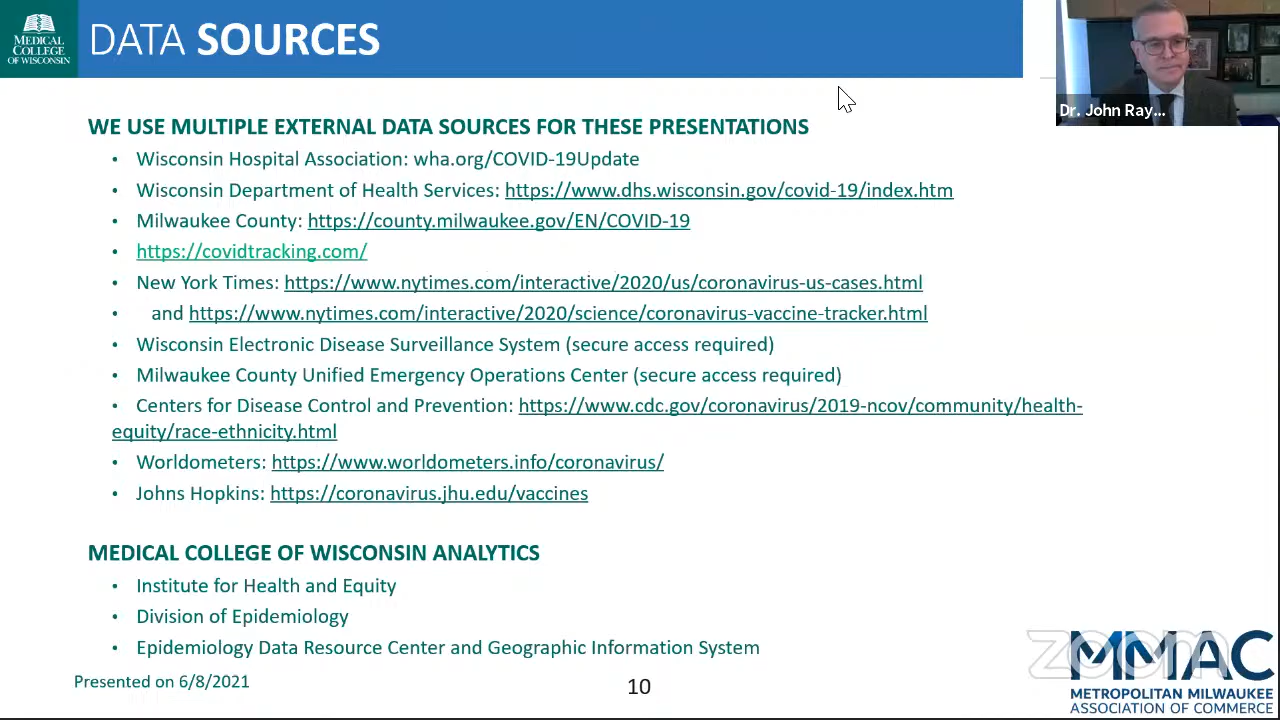 MEDICAL
COLLEGE
OF WISCONSIN
DATA SOURCES
Dr. John Ray...
WE USE MULTIPLE EXTERNAL DATA SOURCES FOR THESE PRESENTATIONS
• Wisconsin Hospital Association: wha.org/COVID-19Update
• Wisconsin Department of Health Services: https://www.dhs.wisconsin.gov/covid-19/index.htm
• Milwaukee County: https://county.milwaukee.gov/EN/COVID-19
• https://covidtracking.com/
• New York Times: https://www.nytimes.com/interactive/2020/us/coronavirus-us-cases.html
• and https://www.nytimes.com/interactive/2020/science/coronavirus-vaccine-tracker.html
• Wisconsin Electronic Disease Surveillance System (secure access required)
• Milwaukee County Unified Emergency Operations Center (secure access required)
• Centers for Disease Control and Prevention: https://www.cdc.gov/coronavirus/2019-ncov/community/health-
equity/race-ethnicity.html
• Worldometers: https://www.worldometers.info/coronavirus/
• Johns Hopkins: https://coronavirus.jhu.edu/vaccines
MEDICAL COLLEGE OF WISCONSIN ANALYTICS
• Institute for Health and Equity
• Division of Epidemiology
• Epidemiology Data Resource Center and Geographic Information System
Presented on 6/8/2021
10
zoom
MMAC
METROPOLITAN MILWAUKEE
ASSOCIATION OF COMMERCE